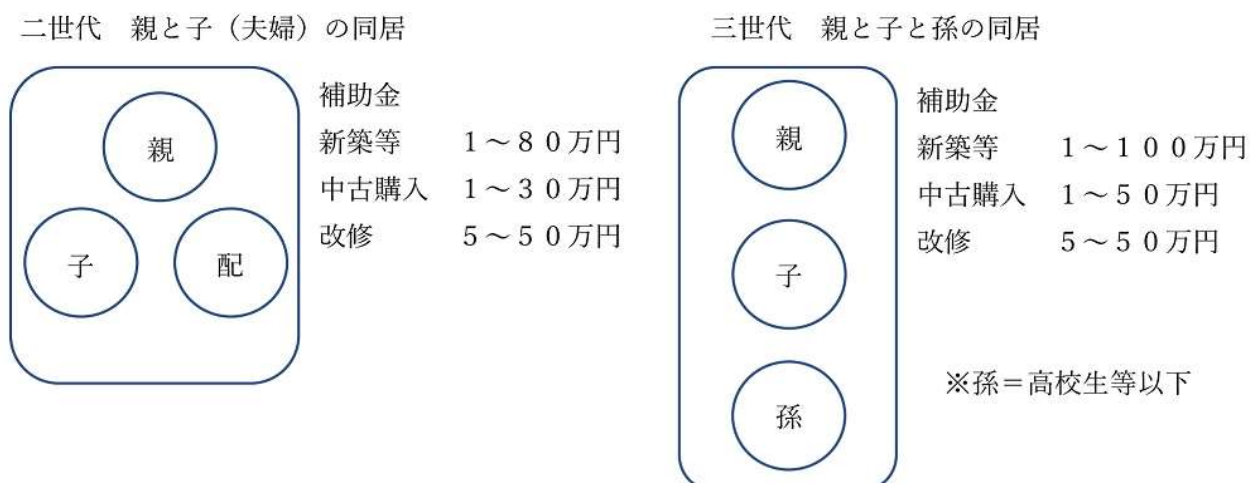 二世代　親と子（夫婦）の同居
親
子　配
補助金
新築等　１～８０万円
中古購入　１～３０万円
改修　５～５０万円
三世代　親と子と孫の同居
親
子
孫
補助金
新築等　１～１００万円
中古購入　１～５０万円
改修　５～５０万円
※孫＝高校生等以下